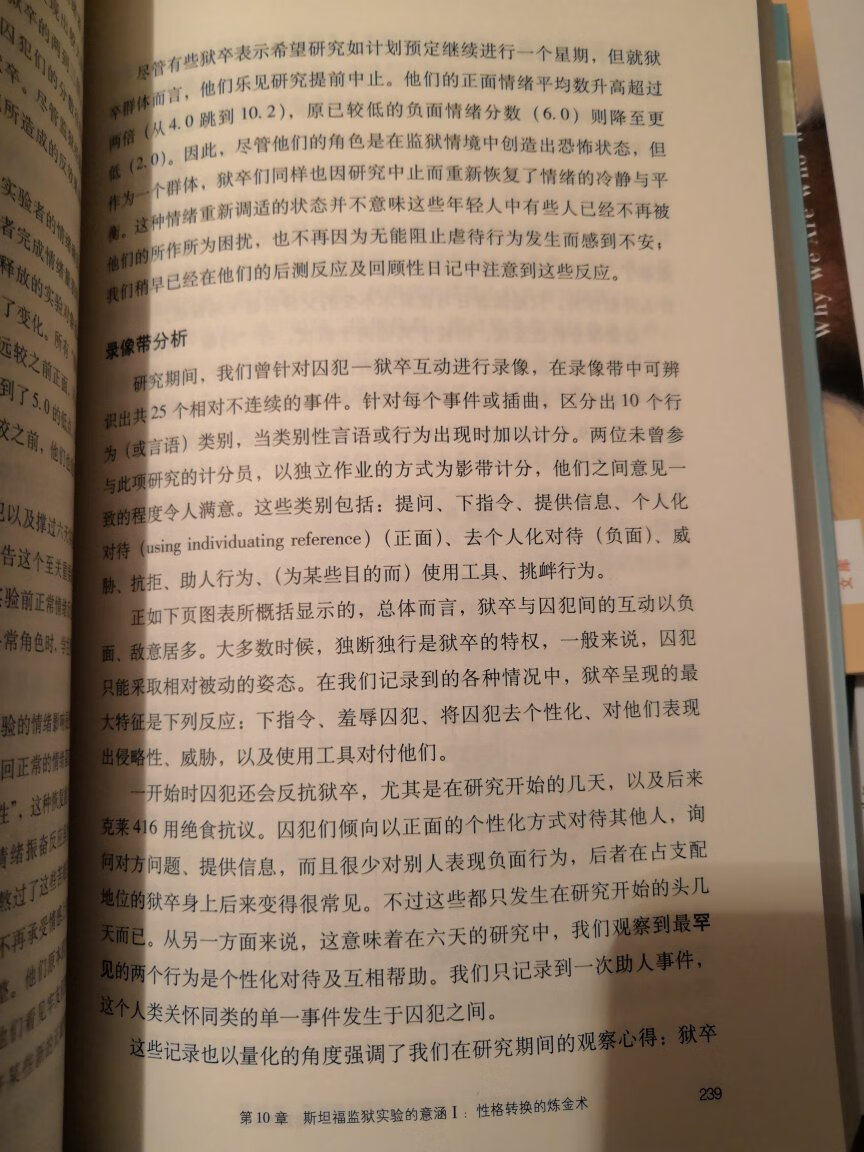 尽管有些狱卒表示希望研究如计划预定继续进行一个星期，但就狱
卒群体而言，他们乐见研究提前中止。他们的正面情绪平均数升高超过
两倍（从4.0 跳到 10.2），原已较低的负面情绪分数（6.0）则降至更
低（2.0）。因此，尽管他们的角色是在监狱情境中创造出恐怖状态，但
作为一个群体，狱卒们同样也因研究中止而重新恢复了情绪的冷静与平
衡。这种情绪重新调适的状态并不意味这些年轻人中有些人已经不再被
他们的所作所为困扰，也不再因为无能阻止虐待行为发生而感到不安；
我们稍早已经在他们的后测反应及回顾性日记中注意到这些反应。
录像带分析
研究期间，我们曾针对囚犯—狱卒互动进行录像，在录像带中可辨
识出共 25 个相对不连续的事件。针对每个事件或插曲，区分出 10 个行
为（或言语）类别，当类别性言语或行为出现时加以计分。两位未曾参
与此项研究的计分员，以独立作业的方式为影带计分，他们之间意见一
致的程度令人满意。这些类别包括：提问、下指令、提供信息、个人化
对待（using individuating reference）（正面）、去个人化对待（负面）、威
胁、抗拒、助人行为、（为某些目的而）使用工具、挑衅行为。
正如下页图表所概括显示的，总体而言，狱卒与囚犯间的互动以负
面、敌意居多。大多数时候，独断独行是狱卒的特权，一般来说，囚犯
只能采取相对被动的姿态。在我们记录到的各种情况中，狱卒呈现的最
大特征是下列反应：下指令、羞辱囚犯、将囚犯去个性化、对他们表现
出侵略性、威胁，以及使用工具对付他们。
一开始时囚犯还会反抗狱卒，尤其是在研究开始的几天，以及后来
克莱 416 用绝食抗议。囚犯们倾向以正面的个性化方式对待其他人，询
问对方问题、提供信息，而且很少对别人表现负面行为，后者在占支配
地位的狱卒身上后来变得很常见。不过这些都只发生在研究开始的头几
天而已。从另一方面来说，这意味着在六天的研究中，我们观察到最罕
见的两个行为是个性化对待及互相帮助。我们只记录到一次助人事件，
这个人类关怀同类的单一事件发生于囚犯之间。
这些记录也以量化的角度强调了我们在研究期间的观察心得：狱卒
第 10 章 斯坦福监狱实验的意涵 I：性格转换的炼金术
239
Why We Are Who
文库